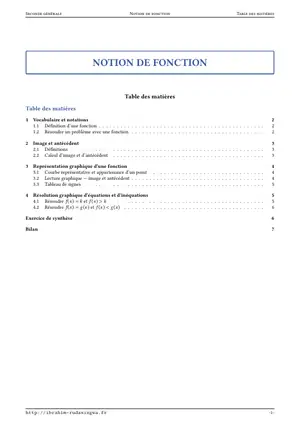 Seconde générale Notion de fonction Table des matières
NOTION DE FONCTION
Table des matières
Table des matières
1 Vocabulaire et notations 2
1.1 Définition d'une fonction 2
1.2 Résoudre un problème avec une fonction 2
2 Image et antécédent 3
2.1 Définitions 3
2.2 Calcul d'image et d'antécédent 3
3 Représentation graphique d'une fonction 4
3.1 Courbe représentative et appartenance d'un point 4
3.2 Lecture graphique – image et antécédent 4
3.3 Tableau de signes 5
4 Résolution graphique d'équations et d'inéquations 5
4.1 Résoudre f(x) = k et f(x) > k 5
4.2 Résoudre f(x) = g(x) et f(x) < g(x) 6
Exercice de synthèse 6
Bilan 7
-1-